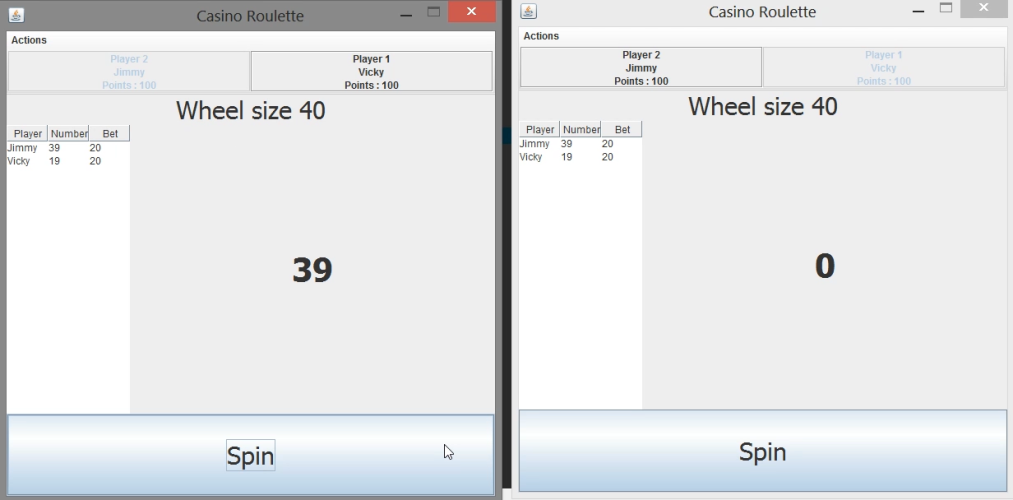 Casino Roulette
Actions
Player 2
Jimmy
Points : 100
Player 1
Vicky
Points : 100
Wheel size 40
Player Number Bet
Jimmy 39 20
Vicky 19 20
39
Spin
Casino Roulette
Actions
Player 2
Jimmy
Points : 100
Player 1
Vicky
Points : 100
Wheel size 40
Player Number Bet
Jimmy 39 20
Vicky 19 20
0
Spin